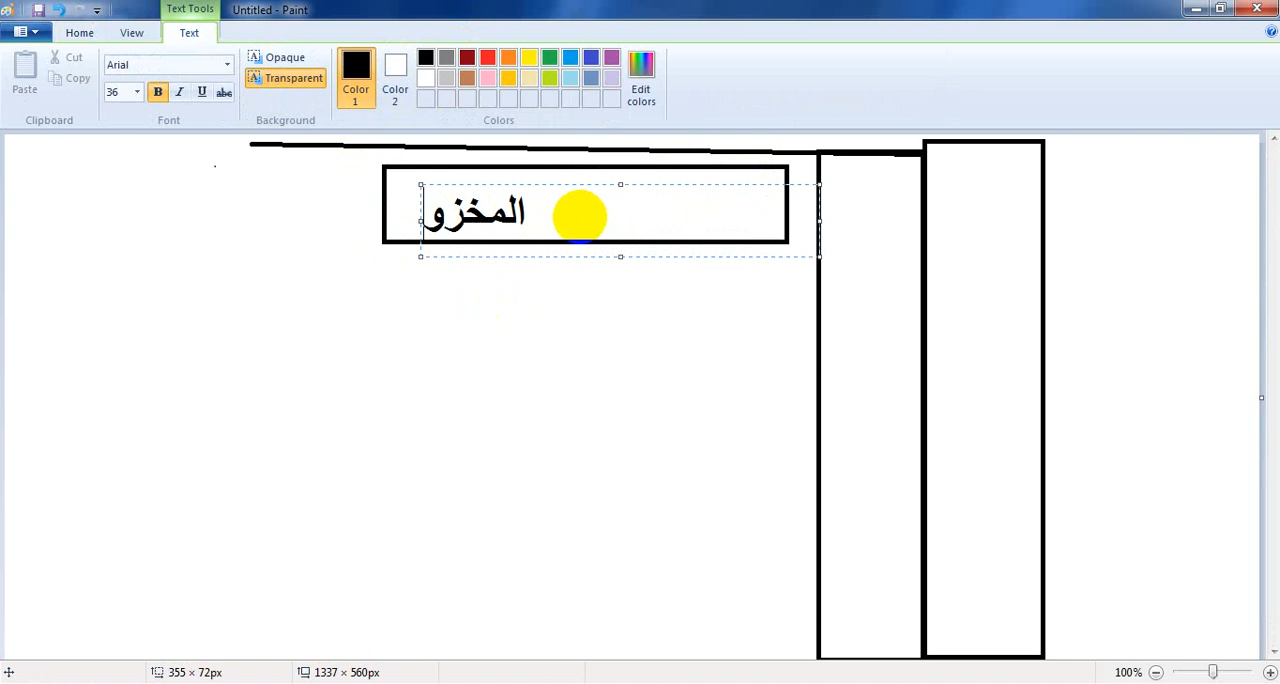 Text Tools
Untitled - Paint
Home
View
Text
Paste
Cut
Copy
Clipboard
Arial
36
B I U abc
Font
Opaque
Transparent
Background
Color 1
Color 2
Edit colors
Colors
المخزو
355 × 72px
1337 × 560px
100%